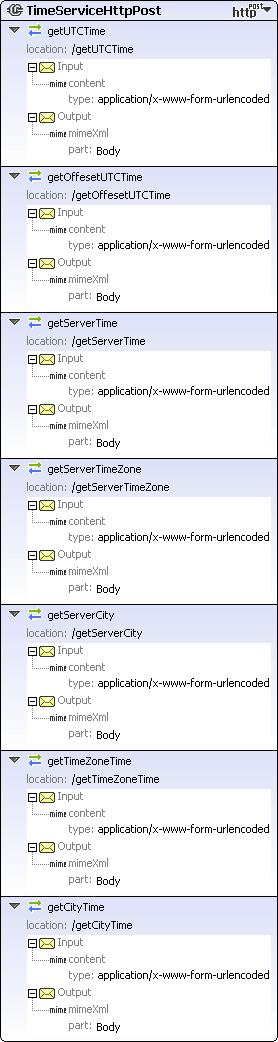 TimeServiceHttpPost http POST
getUTCTime
location: /getUTCTime
Input
mime content
type: application/x-www-form-urlencoded
Output
mime mimeXml
part: Body
getOffesetUTCTime
location: /getOffesetUTCTime
Input
mime content
type: application/x-www-form-urlencoded
Output
mime mimeXml
part: Body
getServerTime
location: /getServerTime
Input
mime content
type: application/x-www-form-urlencoded
Output
mime mimeXml
part: Body
getServerTimeZone
location: /getServerTimeZone
Input
mime content
type: application/x-www-form-urlencoded
Output
mime mimeXml
part: Body
getServerCity
location: /getServerCity
Input
mime content
type: application/x-www-form-urlencoded
Output
mime mimeXml
part: Body
getTimeZoneTime
location: /getTimeZoneTime
Input
mime content
type: application/x-www-form-urlencoded
Output
mime mimeXml
part: Body
getCityTime
location: /getCityTime
Input
mime content
type: application/x-www-form-urlencoded
Output
mime mimeXml
part: Body